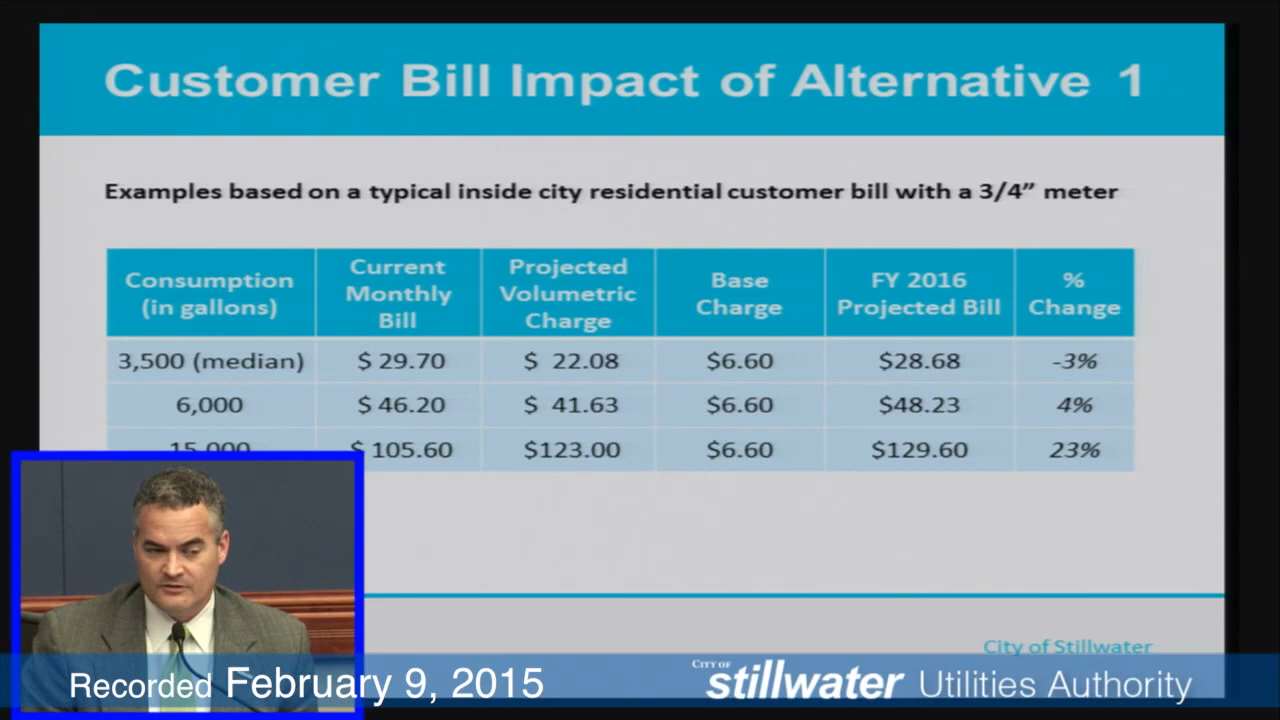 Customer Bill Impact of Alternative 1
Examples based on a typical inside city residential customer bill with a 3/4” meter
Consumption (in gallons) Current Monthly Bill Projected Volumetric Charge Base Charge FY 2016 Projected Bill % Change
3,500 (median) $ 29.70 $ 22.08 $6.60 $28.68 -3%
6,000 $ 46.20 $ 41.63 $6.60 $48.23 4%
15,000 $ 105.60 $123.00 $6.60 $129.60 23%
City of Stillwater
Recorded February 9, 2015
CITY OF stillwater Utilities Authority